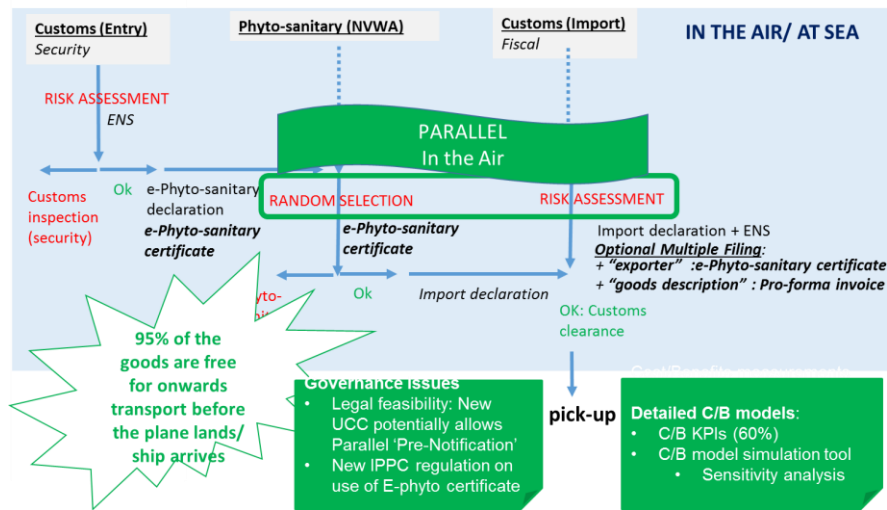 Customs (Entry)
Security
Phyto-sanitary (NVWA)
Customs (Import)
Fiscal
IN THE AIR/ AT SEA
RISK ASSESSMENT
ENS
PARALLEL
In the Air
Customs
inspection
(security)
Ok
e-Phyto-sanitary
declaration
e-Phyto-sanitary
certificate
RANDOM SELECTION
e-Phyto-sanitary
certificate
RISK ASSESSMENT
Import declaration + ENS
Optional Multiple Filing:
+ “exporter” :e-Phyto-sanitary certificate
+ “goods description” : Pro-forma invoice
Ok
Import declaration
OK: Customs
clearance
95% of the
goods are free
for onwards
transport before
the plane lands/
ship arrives
Governance issues
• Legal feasibility: New
UCC potentially allows
Parallel ‘Pre-Notification’
• New IPPC regulation on
use of E-phyto certificate
pick-up
Cost/Benefits measurements
Detailed C/B models:
• C/B KPIs (60%)
• C/B model simulation tool
• Sensitivity analysis